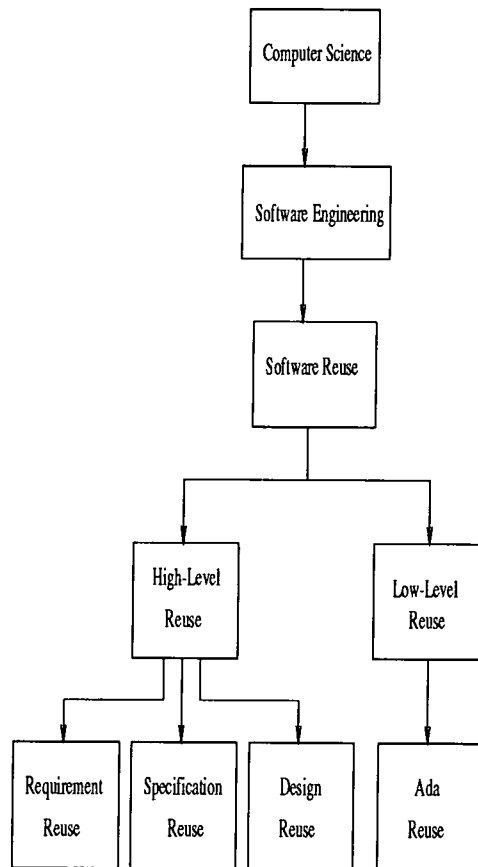 Computer Science
Software Engineering
Software Reuse
High-Level
Reuse
Low-Level
Reuse
Requirement
Reuse
Specification
Reuse
Design
Reuse
Ada
Reuse